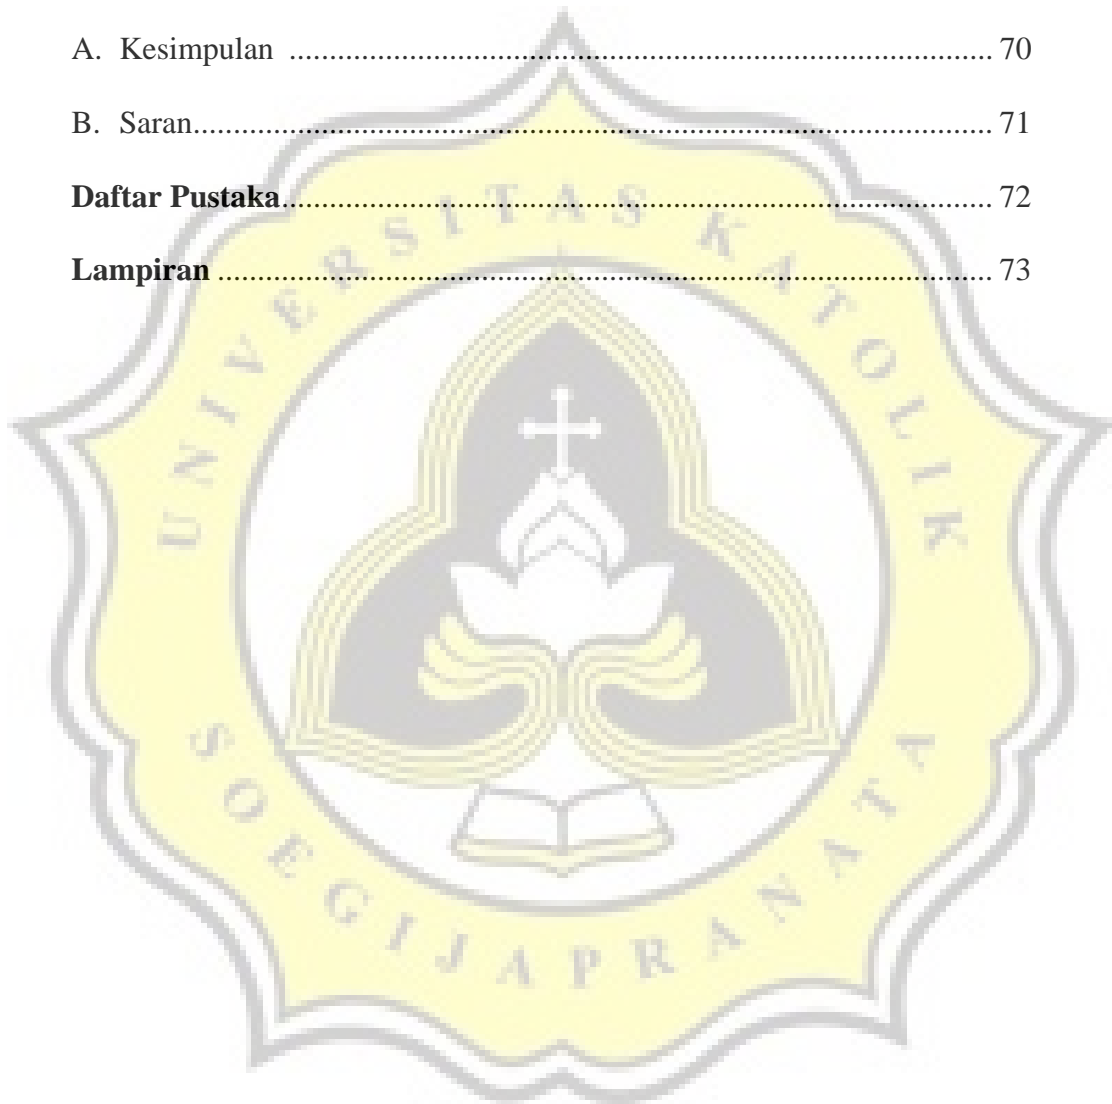 A. Kesimpulan ........................................................................................ 70
B. Saran.................................................................................................... 71
Daftar Pustaka......................................................................................... 72
Lampiran ................................................................................................. 73
UNIVERSITAS KATOLIK
SOEGIJAPRANATA